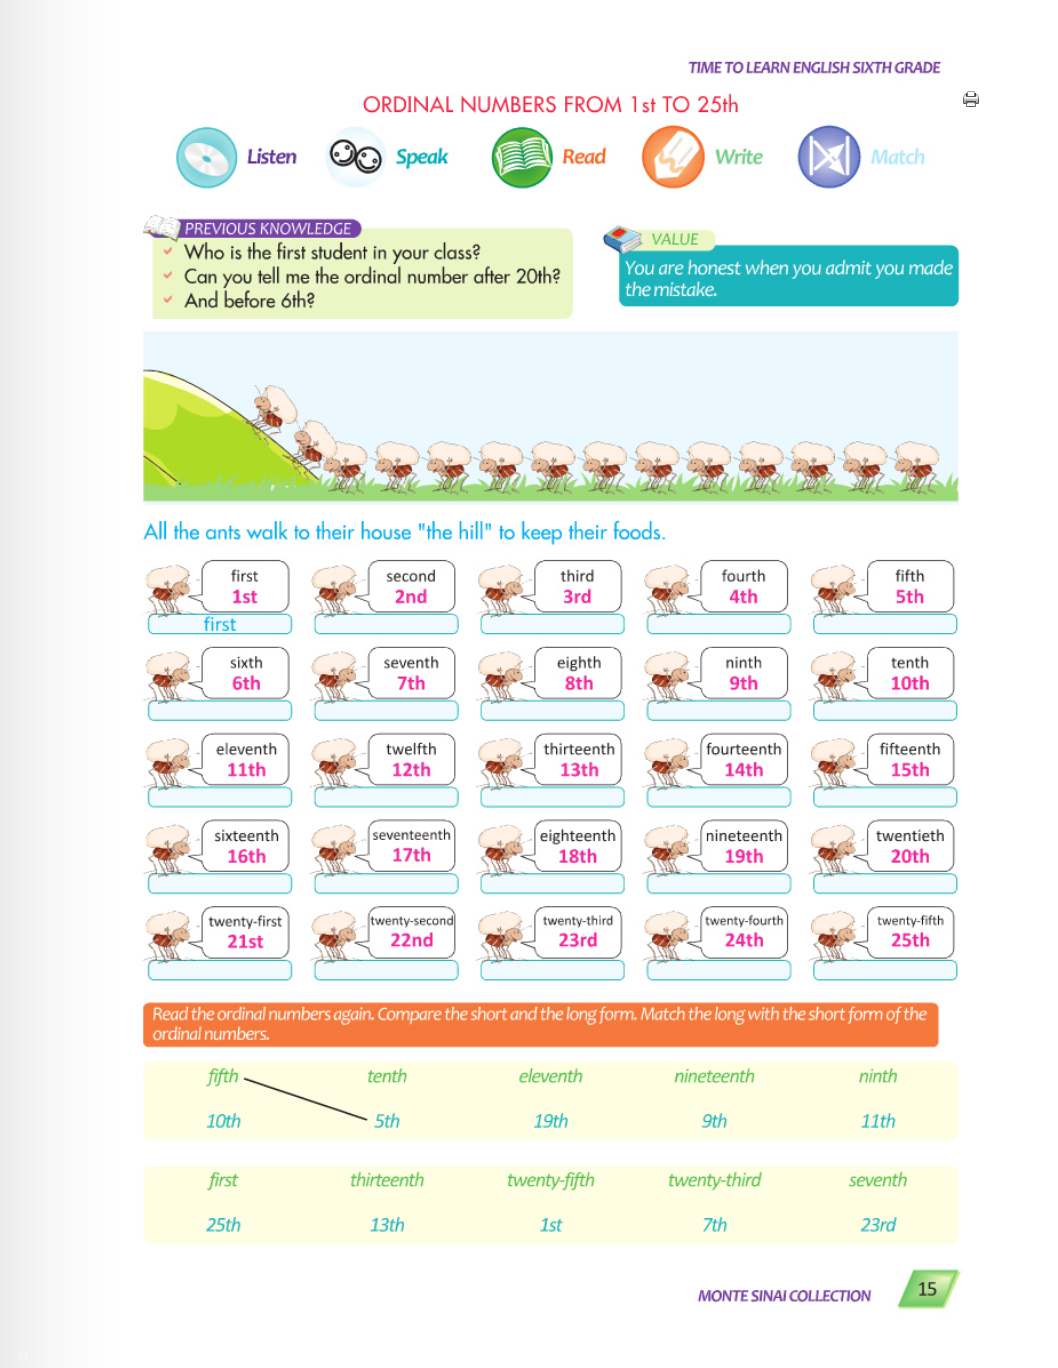 TIME TO LEARN ENGLISH SIXTH GRADE
ORDINAL NUMBERS FROM 1st TO 25th
Listen Speak Read Write Match
PREVIOUS KNOWLEDGE
Who is the first student in your class?
Can you tell me the ordinal number after 20th?
And before 6th?
VALUE
You are honest when you admit you made
the mistake.
All the ants walk to their house "the hill" to keep their foods.
first second third fourth fifth
1st 2nd 3rd 4th 5th
first
sixth seventh eighth ninth tenth
6th 7th 8th 9th 10th
eleventh twelfth thirteenth fourteenth fifteenth
11th 12th 13th 14th 15th
sixteenth seventeenth eighteenth nineteenth twentieth
16th 17th 18th 19th 20th
twenty-first twenty-second twenty-third twenty-fourth twenty-fifth
21st 22nd 23rd 24th 25th
Read the ordinal numbers again. Compare the short and the long form. Match the long with the short form of the
ordinal numbers.
fifth tenth eleventh nineteenth ninth
10th 5th 19th 9th 11th
first thirteenth twenty-fifth twenty-third seventh
25th 13th 1st 7th 23rd
MONTE SINAI COLLECTION 15